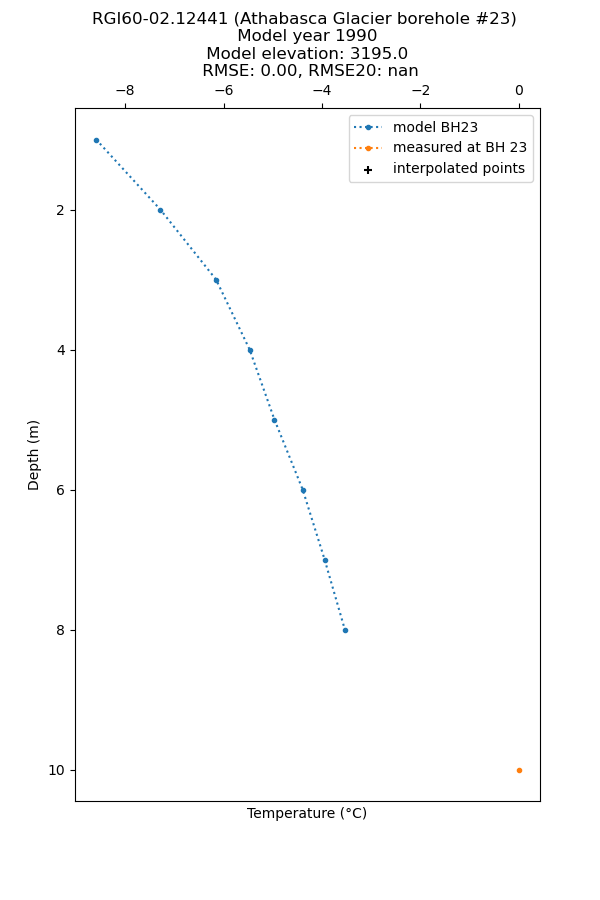 RGI60-02.12441 (Athabasca Glacier borehole #23)
Model year 1990
Model elevation: 3195.0
RMSE: 0.00, RMSE20: nan
−8 −6 −4 −2 0
model BH23
measured at BH 23
interpolated points
2
4
6
8
10
Depth (m)
Temperature (°C)